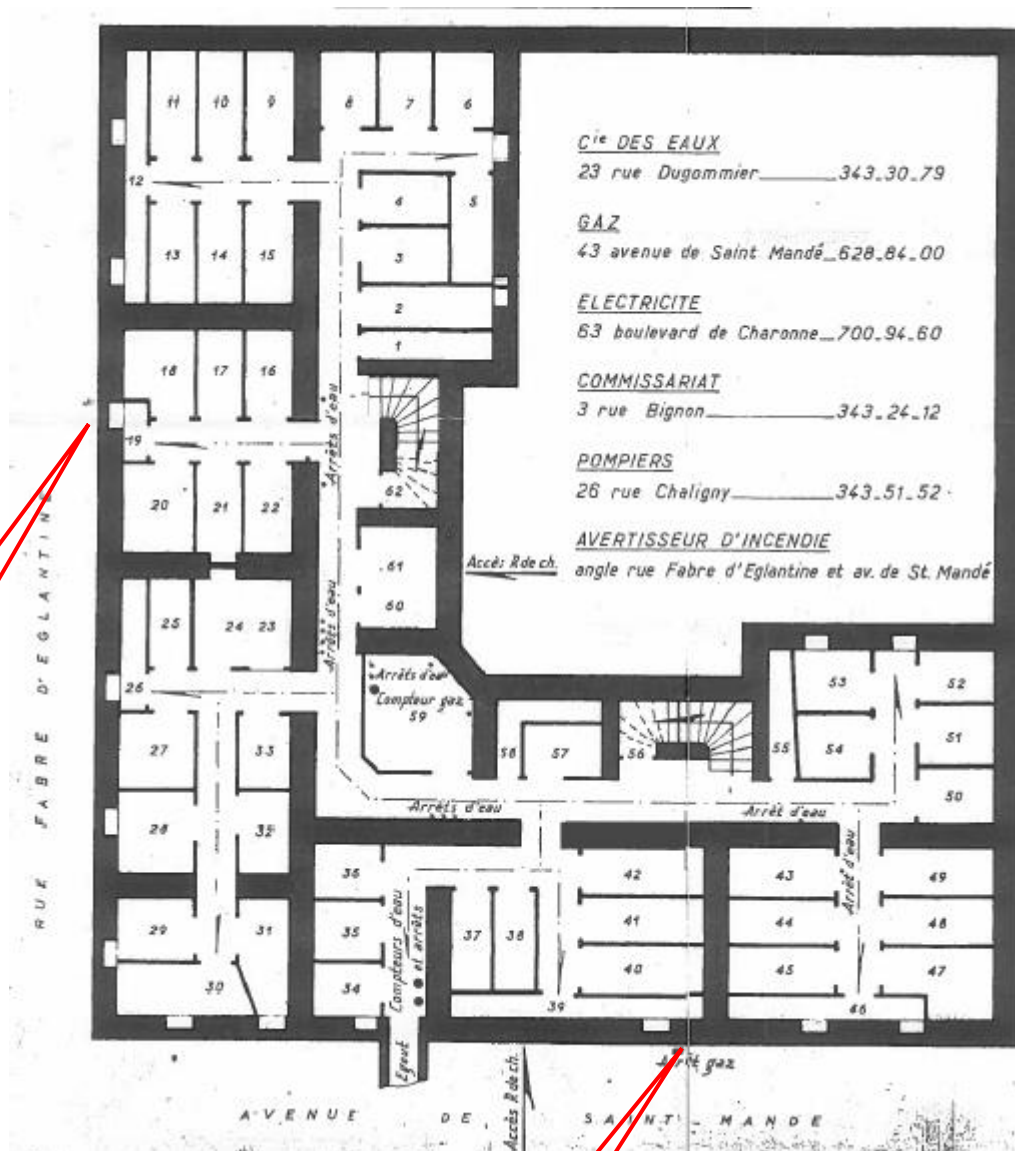 11 10 9 8 7 6
12
4 5
13 14 15 3
2
1
Cie DES EAUX
23 rue Dugommier 343.30.79
GAZ
43 avenue de Saint Mandé 628.84.00
ELECTRICITE
63 boulevard de Charonne 700.94.60
COMMISSARIAT
3 rue Bignon 343.24.12
POMPIERS
26 rue Chaligny 343.51.52
AVERTISSEUR D'INCENDIE
angle rue Fabre d'Eglantine et av. de St. Mandé
18 17 16
Arrêts d'eau
19
62
20 21 22
61
60
Accès R de ch.
Arrêts d'eau
25 24 23
26
Arrêts d'eau
Compteur gaz
59
27 33
28 32
58 57 56
55 53 52
54 51
50
Arrêts d'eau
Arrêt d'eau
Arrêt d'eau
29 31
30
36
35
34
Compteurs d'eau
et arrêts
37 38
42
41
40
39
43 49
44 48
45 47
46
Egout
Accès R de ch.
Arrêt gaz
RUE FABRE D'EGLANTINE
AVENUE DE SAINT-MANDE